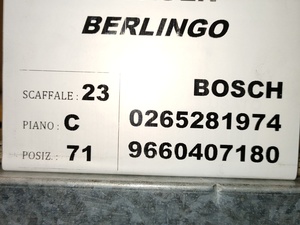 BERLINGO
SCAFFALE : 23
PIANO : C
POSIZ. : 71
BOSCH
0265281974
9660407180